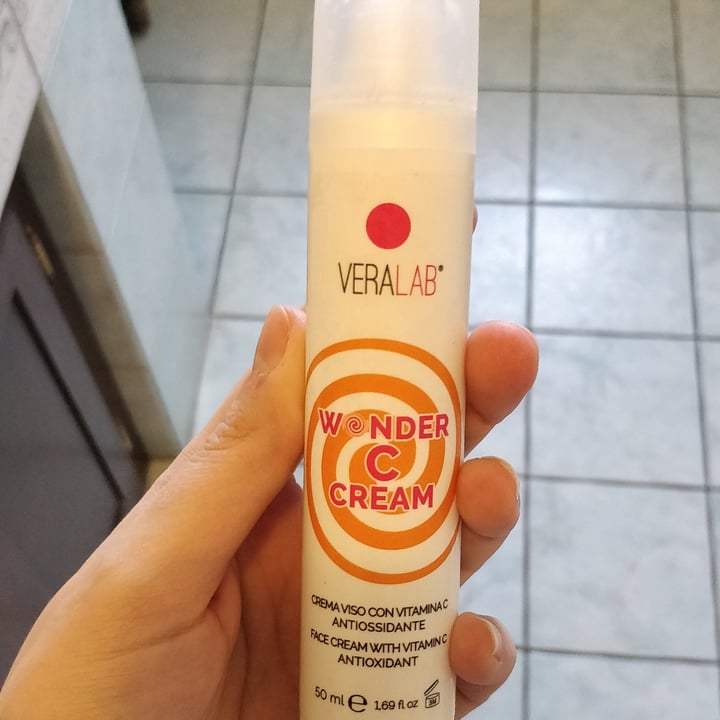 VERALAB®
WONDER
C
CREAM
CREMA VISO CON VITAMINA C
ANTIOSSIDANTE
FACE CREAM WITH VITAMIN C
ANTIOXIDANT
50 ml ℮ 1,69 fl oz 3M